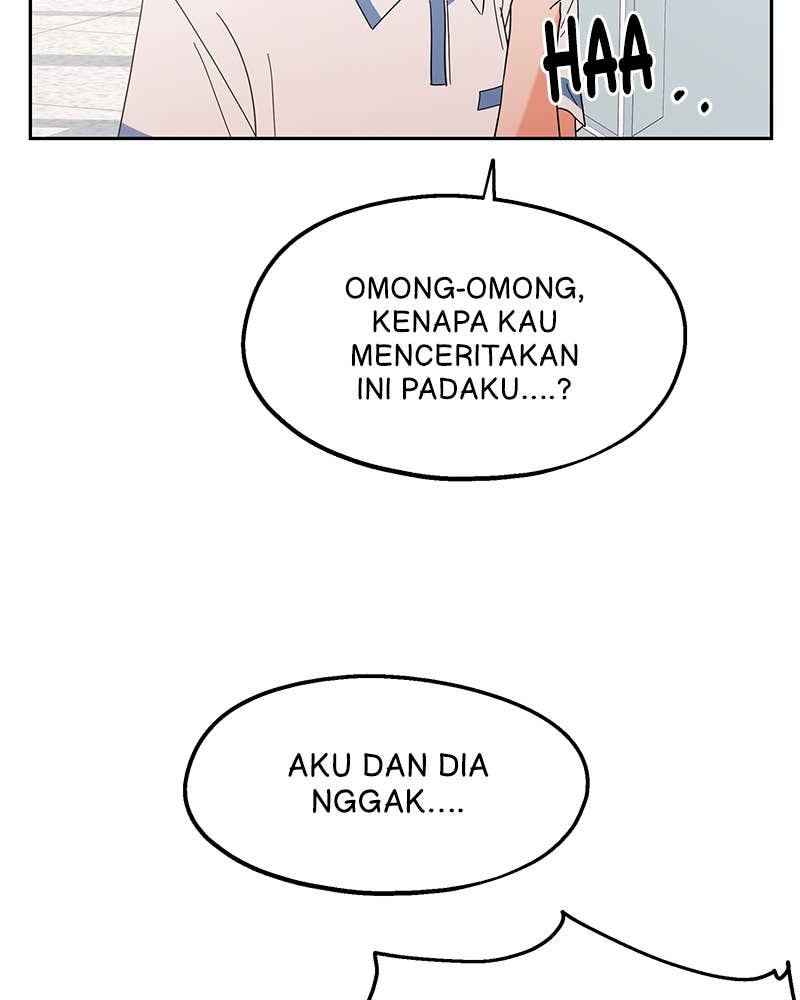 HAA..
OMONG-OMONG,
KENAPA KAU
MENCERITAKAN
INI PADAKU....?
AKU DAN DIA
NGGAK....